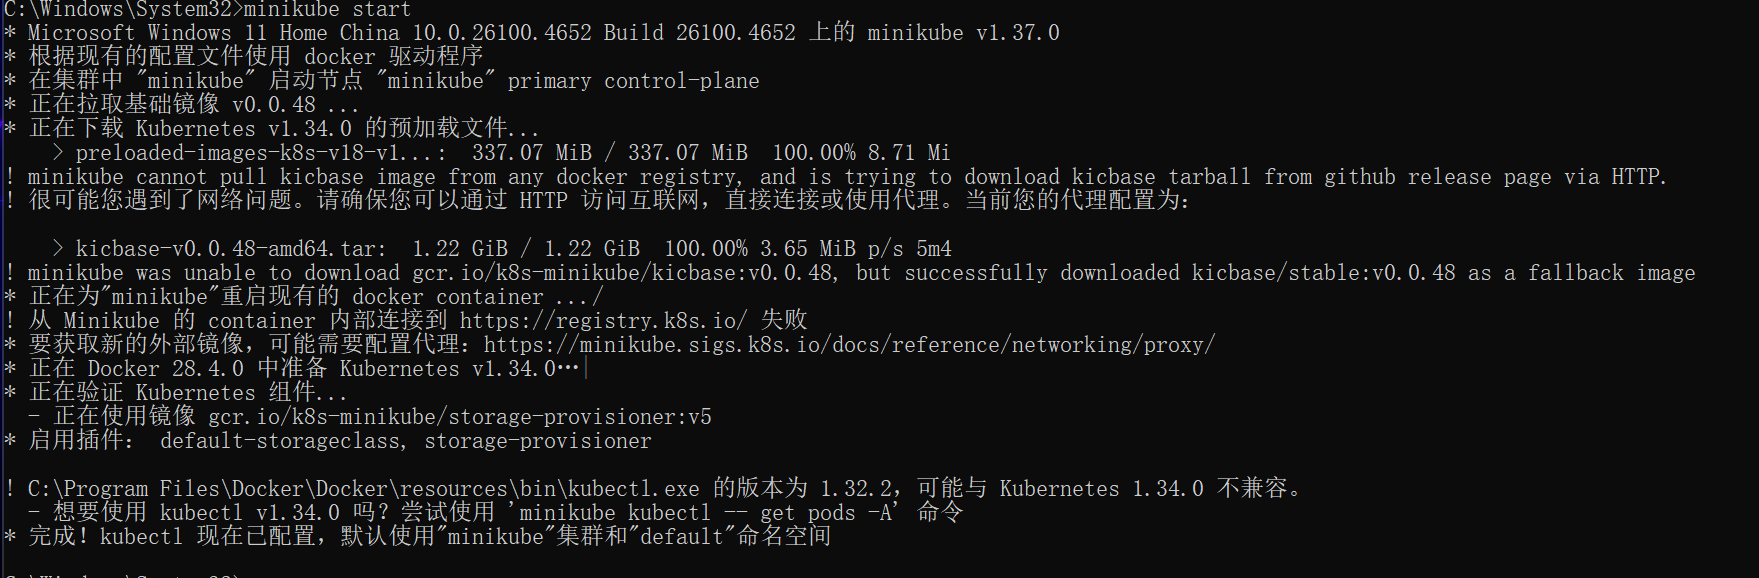 C:\Windows\System32>minikube start
* Microsoft Windows 11 Home China 10.0.26100.4652 Build 26100.4652 上的 minikube v1.37.0
* 根据现有的配置文件使用 docker 驱动程序
* 在集群中 "minikube" 启动节点 "minikube" primary control-plane
* 正在拉取基础镜像 v0.0.48 ...
* 正在下载 Kubernetes v1.34.0 的预加载文件...
    > preloaded-images-k8s-v18-v1...:  337.07 MiB / 337.07 MiB  100.00% 8.71 Mi
! minikube cannot pull kicbase image from any docker registry, and is trying to download kicbase tarball from github release page via HTTP.
! 很可能您遇到了网络问题。请确保您可以通过 HTTP 访问互联网，直接连接或使用代理。当前您的代理配置为：
    > kicbase-v0.0.48-amd64.tar:  1.22 GiB / 1.22 GiB  100.00% 3.65 MiB p/s 5m4
! minikube was unable to download gcr.io/k8s-minikube/kicbase:v0.0.48, but successfully downloaded kicbase/stable:v0.0.48 as a fallback image
* 正在为"minikube"重启现有的 docker container .../
! 从 Minikube 的 container 内部连接到 https://registry.k8s.io/ 失败
* 要获取新的外部镜像，可能需要配置代理：https://minikube.sigs.k8s.io/docs/reference/networking/proxy/
* 正在 Docker 28.4.0 中准备 Kubernetes v1.34.0…|
* 正在验证 Kubernetes 组件...
  - 正在使用镜像 gcr.io/k8s-minikube/storage-provisioner:v5
* 启用插件： default-storageclass, storage-provisioner
! C:\Program Files\Docker\Docker\resources\bin\kubectl.exe 的版本为 1.32.2，可能与 Kubernetes 1.34.0 不兼容。
  - 想要使用 kubectl v1.34.0 吗？尝试使用 'minikube kubectl -- get pods -A' 命令
* 完成！kubectl 现在已配置，默认使用"minikube"集群和"default"命名空间